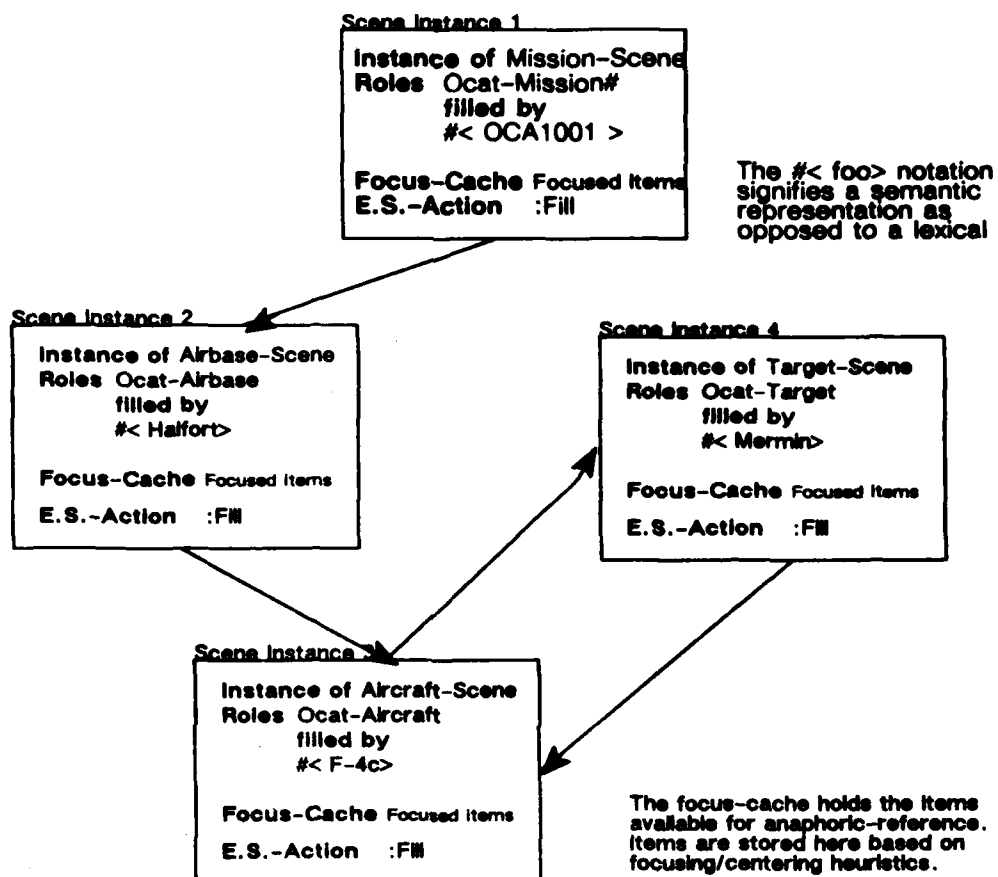 Scene Instance 1
Instance of Mission-Scene
Roles Ocat-Mission#
filled by
#< OCA1001 >
Focus-Cache Focused Items
E.S.-Action :Fill
The #< foo> notation
signifies a semantic
representation as
opposed to a lexical
Scene Instance 2
Instance of Airbase-Scene
Roles Ocat-Airbase
filled by
#< Halfort>
Focus-Cache Focused Items
E.S.-Action :Fill
Scene Instance 4
Instance of Target-Scene
Roles Ocat-Target
filled by
#< Mermin>
Focus-Cache Focused Items
E.S.-Action :Fill
Scene Instance
Instance of Aircraft-Scene
Roles Ocat-Aircraft
filled by
#< F-4c>
Focus-Cache Focused Items
E.S.-Action :Fill
The focus-cache holds the items
available for anaphoric-reference.
Items are stored here based on
focusing/centering heuristics.